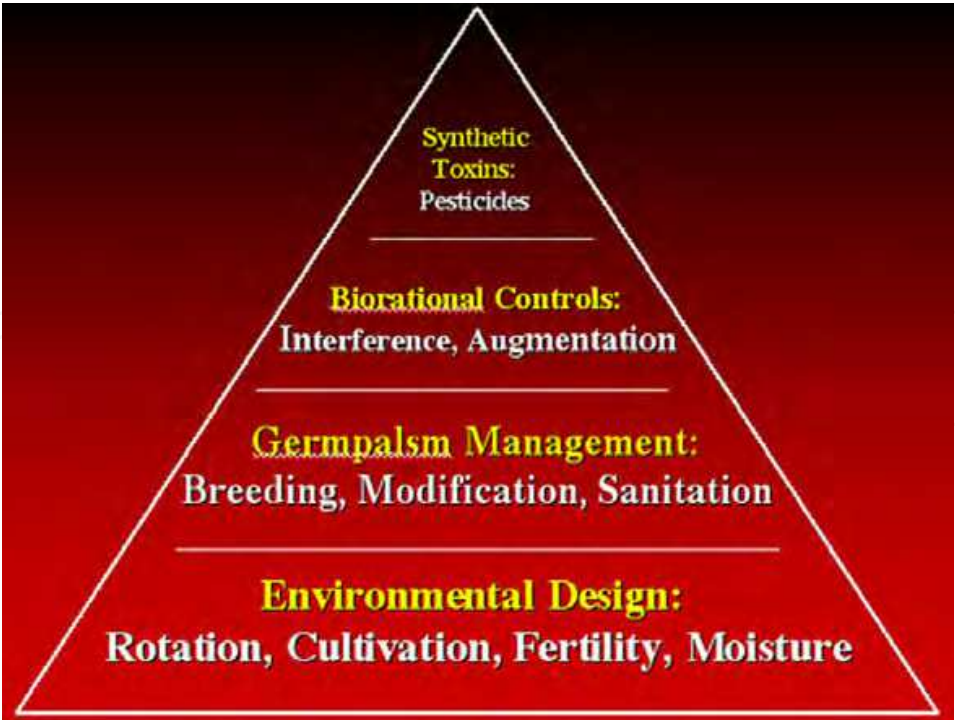 Synthetic
Toxins:
Pesticides
Biorational Controls:
Interference, Augmentation
Germpalsm Management:
Breeding, Modification, Sanitation
Environmental Design:
Rotation, Cultivation, Fertility, Moisture